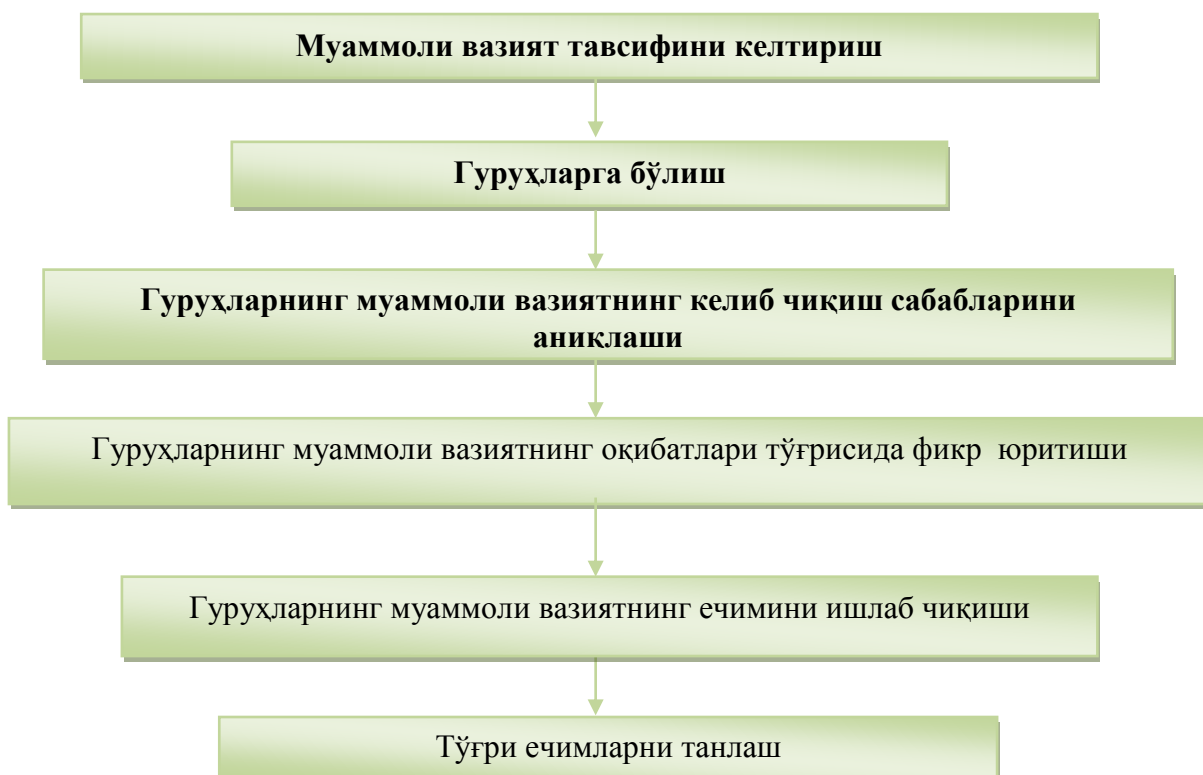 Муаммоли вазият тавсифини келтириш
Гуруҳларга бўлиш
Гуруҳларнинг муаммоли вазиятнинг келиб чиқиш сабабларини
аниқлаши
Гуруҳларнинг муаммоли вазиятнинг оқибатлари тўғрисида фикр юритиши
Гуруҳларнинг муаммоли вазиятнинг ечимини ишлаб чиқиши
Тўғри ечимларни танлаш